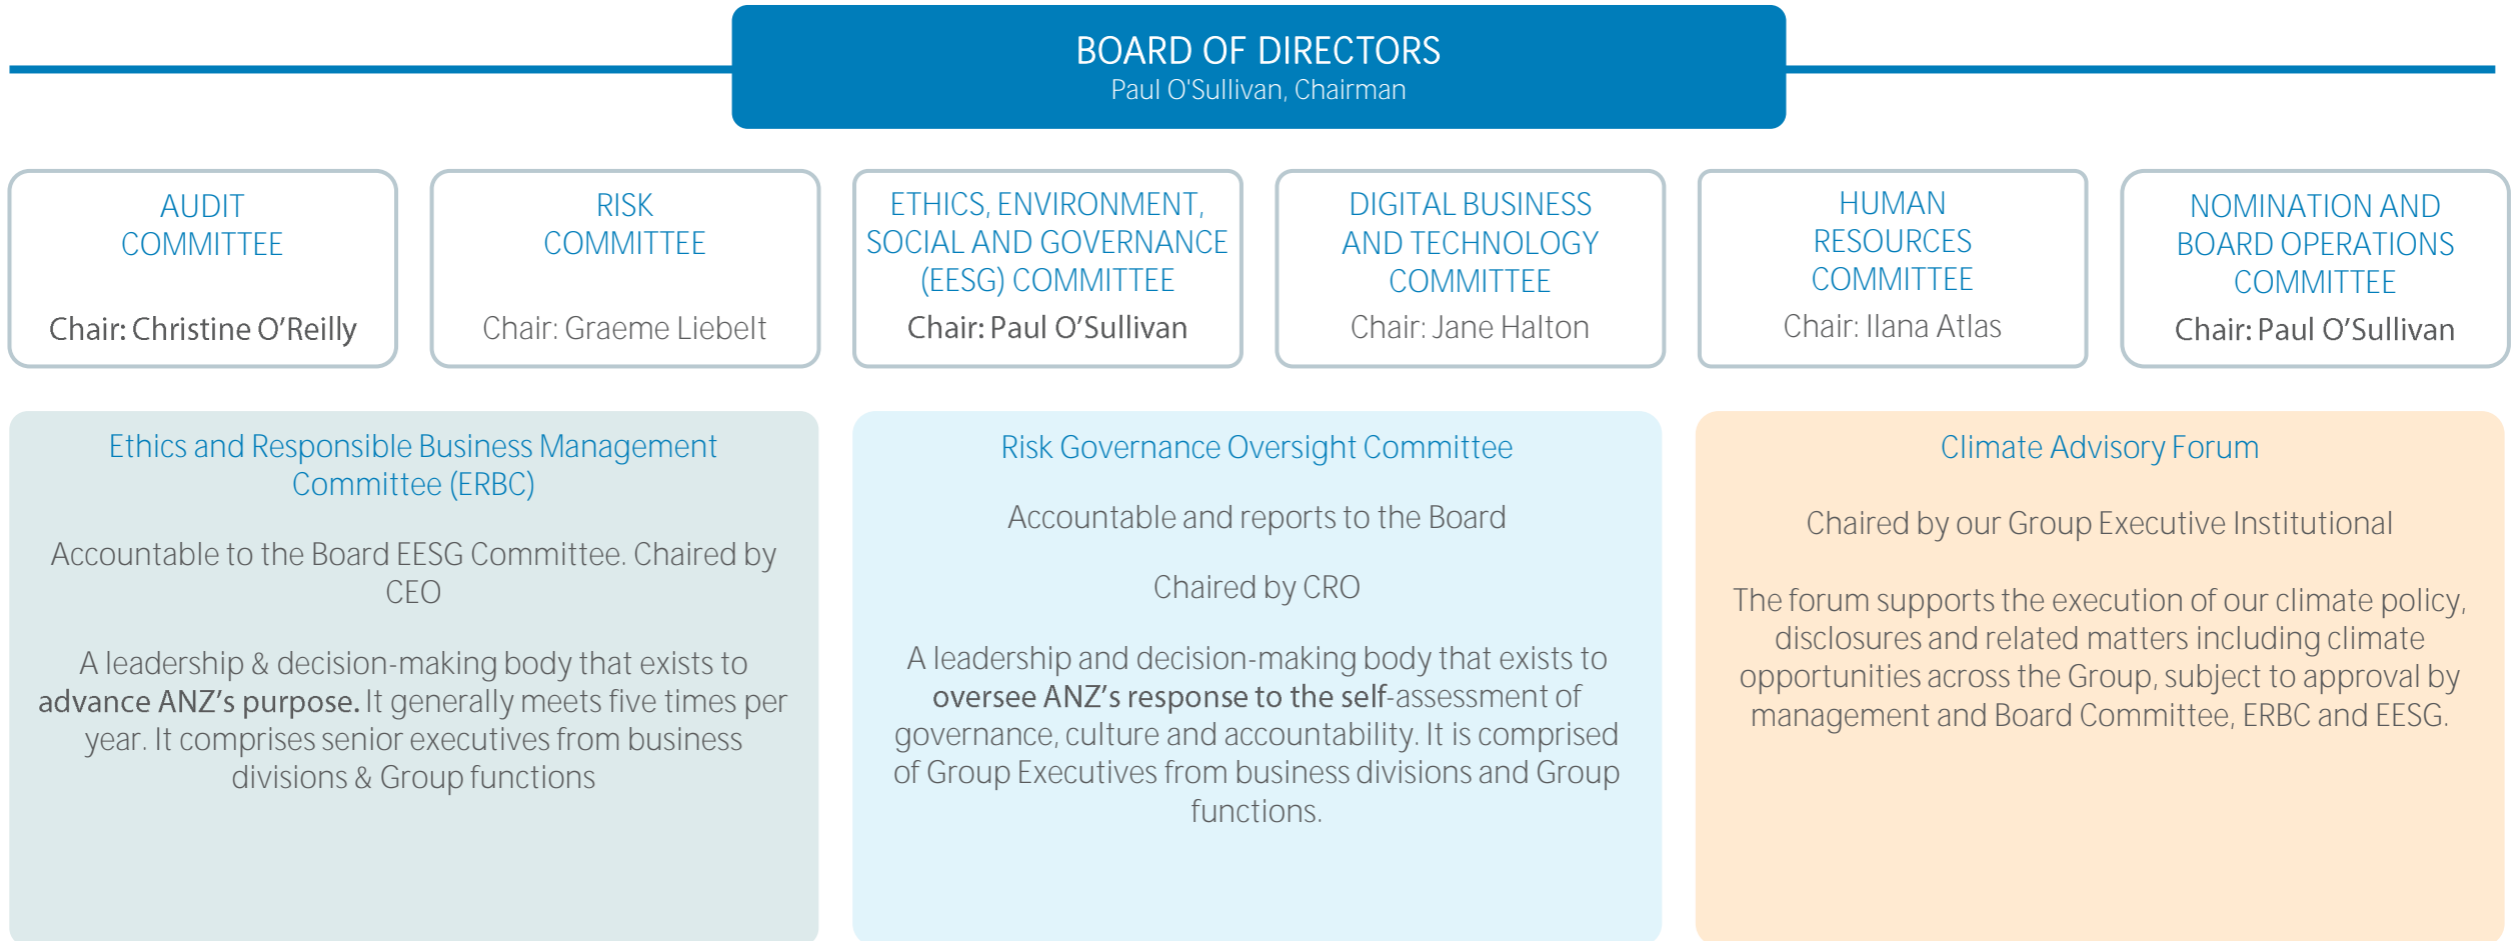 BOARD OF DIRECTORS
Paul O'Sullivan, Chairman
AUDIT
COMMITTEE
Chair: Christine O’Reilly
RISK
COMMITTEE
Chair: Graeme Liebelt
ETHICS, ENVIRONMENT,
SOCIAL AND GOVERNANCE
(EESG) COMMITTEE
Chair: Paul O’Sullivan
DIGITAL BUSINESS
AND TECHNOLOGY
COMMITTEE
Chair: Jane Halton
HUMAN
RESOURCES
COMMITTEE
Chair: Ilana Atlas
NOMINATION AND
BOARD OPERATIONS
COMMITTEE
Chair: Paul O’Sullivan
Ethics and Responsible Business Management
Committee (ERBC)
Accountable to the Board EESG Committee. Chaired by
CEO
A leadership & decision-making body that exists to
advance ANZ’s purpose. It generally meets five times per
year. It comprises senior executives from business
divisions & Group functions
Risk Governance Oversight Committee
Accountable and reports to the Board
Chaired by CRO
A leadership and decision-making body that exists to
oversee ANZ’s response to the self-assessment of
governance, culture and accountability. It is comprised
of Group Executives from business divisions and Group
functions.
Climate Advisory Forum
Chaired by our Group Executive Institutional
The forum supports the execution of our climate policy,
disclosures and related matters including climate
opportunities across the Group, subject to approval by
management and Board Committee, ERBC and EESG.